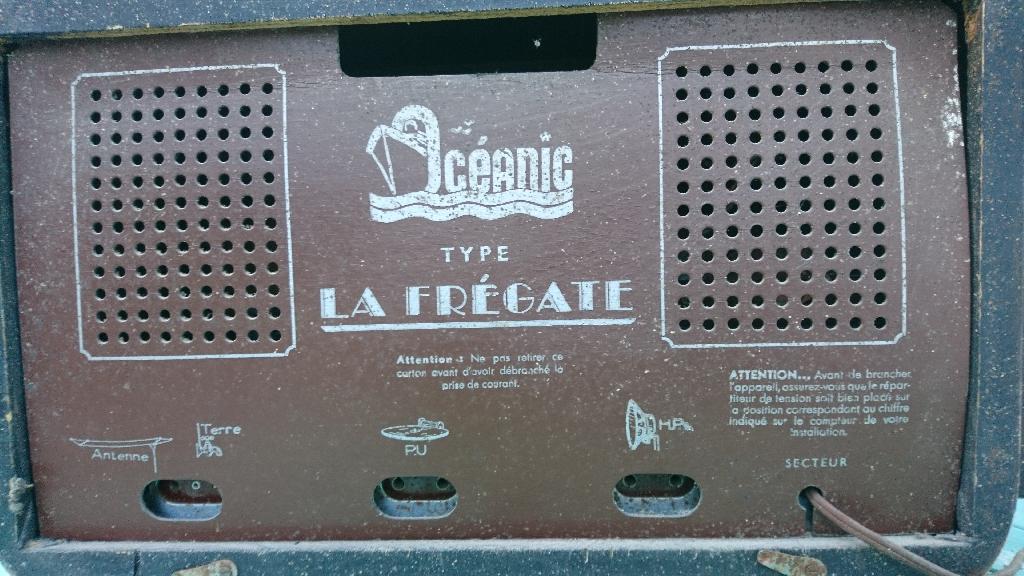 Océanic
TYPE
LA FRÉGATE
Attention : Ne pas retirer ce
carton avant d'avoir débranché la
prise de courant.
ATTENTION... Avant de brancher
l'appareil, assurez-vous que le répar-
titeur de tension soit bien placé sur
la position correspondant au chiffre
indiqué sur le compteur de votre
installation.
Antenne
Terre
P.U
H.P.
SECTEUR